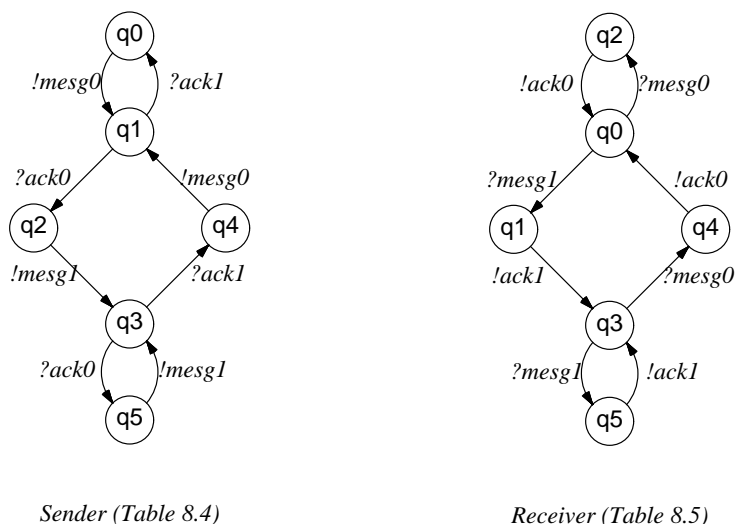 q0
q2
!mesg0
?ack1
!ack0
?mesg0
q1
q0
?ack0
!mesg0
?mesg1
!ack0
q2
q4
q1
q4
!mesg1
?ack1
!ack1
?mesg0
q3
q3
?ack0
!mesg1
?mesg1
!ack1
q5
q5
Sender (Table 8.4)
Receiver (Table 8.5)